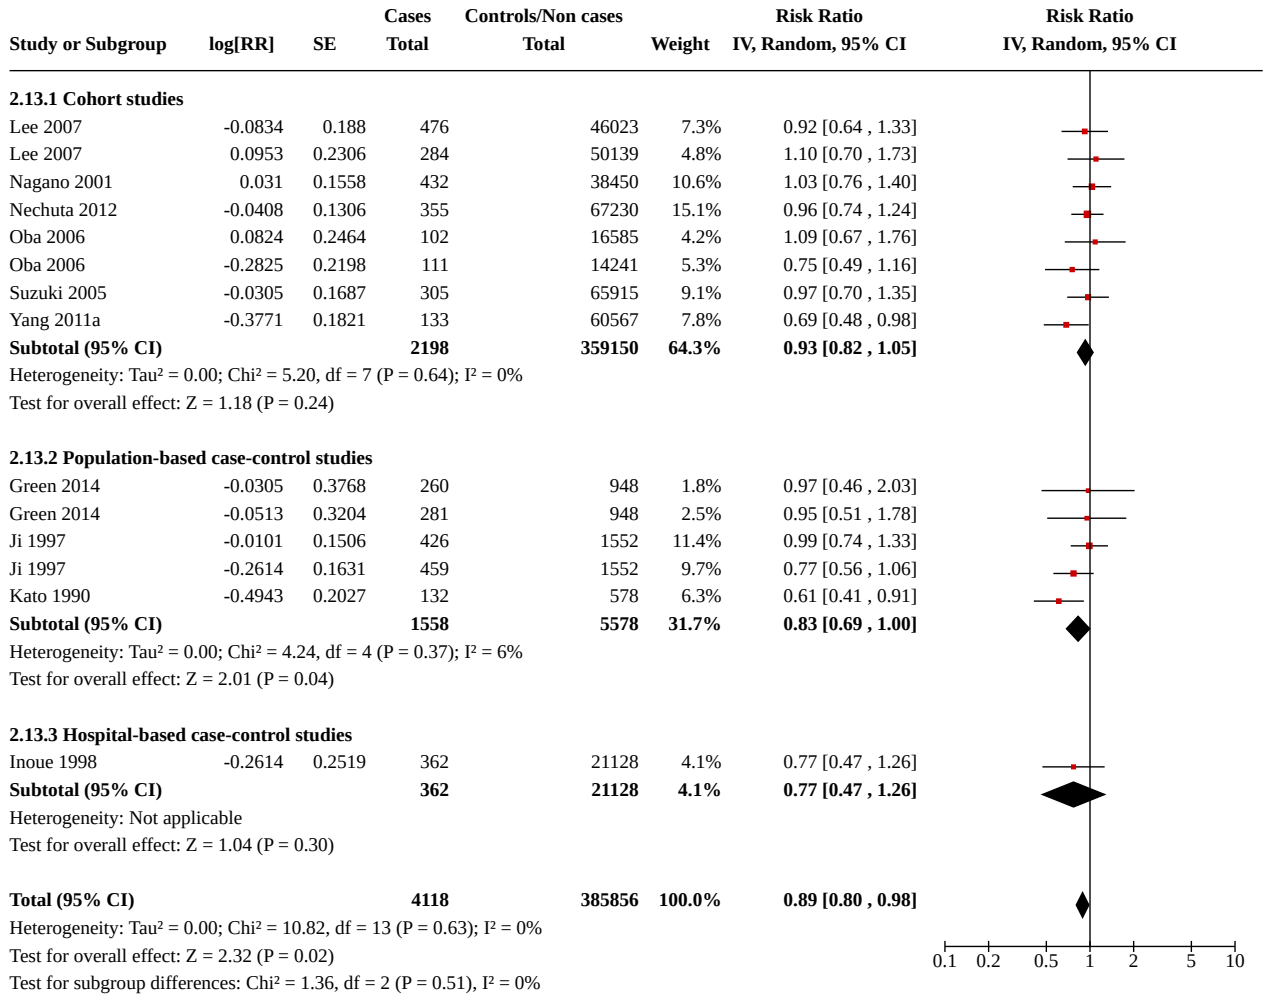 Cases Controls/Non cases Risk Ratio Risk Ratio
Study or Subgroup log[RR] SE Total Total Weight IV, Random, 95% CI IV, Random, 95% CI
2.13.1 Cohort studies
Lee 2007 -0.0834 0.188 476 46023 7.3% 0.92 [0.64 , 1.33]
Lee 2007 0.0953 0.2306 284 50139 4.8% 1.10 [0.70 , 1.73]
Nagano 2001 0.031 0.1558 432 38450 10.6% 1.03 [0.76 , 1.40]
Nechuta 2012 -0.0408 0.1306 355 67230 15.1% 0.96 [0.74 , 1.24]
Oba 2006 0.0824 0.2464 102 16585 4.2% 1.09 [0.67 , 1.76]
Oba 2006 -0.2825 0.2198 111 14241 5.3% 0.75 [0.49 , 1.16]
Suzuki 2005 -0.0305 0.1687 305 65915 9.1% 0.97 [0.70 , 1.35]
Yang 2011a -0.3771 0.1821 133 60567 7.8% 0.69 [0.48 , 0.98]
Subtotal (95% CI) 2198 359150 64.3% 0.93 [0.82 , 1.05]
Heterogeneity: Tau² = 0.00; Chi² = 5.20, df = 7 (P = 0.64); I² = 0%
Test for overall effect: Z = 1.18 (P = 0.24)
2.13.2 Population-based case-control studies
Green 2014 -0.0305 0.3768 260 948 1.8% 0.97 [0.46 , 2.03]
Green 2014 -0.0513 0.3204 281 948 2.5% 0.95 [0.51 , 1.78]
Ji 1997 -0.0101 0.1506 426 1552 11.4% 0.99 [0.74 , 1.33]
Ji 1997 -0.2614 0.1631 459 1552 9.7% 0.77 [0.56 , 1.06]
Kato 1990 -0.4943 0.2027 132 578 6.3% 0.61 [0.41 , 0.91]
Subtotal (95% CI) 1558 5578 31.7% 0.83 [0.69 , 1.00]
Heterogeneity: Tau² = 0.00; Chi² = 4.24, df = 4 (P = 0.37); I² = 6%
Test for overall effect: Z = 2.01 (P = 0.04)
2.13.3 Hospital-based case-control studies
Inoue 1998 -0.2614 0.2519 362 21128 4.1% 0.77 [0.47 , 1.26]
Subtotal (95% CI) 362 21128 4.1% 0.77 [0.47 , 1.26]
Heterogeneity: Not applicable
Test for overall effect: Z = 1.04 (P = 0.30)
Total (95% CI) 4118 385856 100.0% 0.89 [0.80 , 0.98]
Heterogeneity: Tau² = 0.00; Chi² = 10.82, df = 13 (P = 0.63); I² = 0%
Test for overall effect: Z = 2.32 (P = 0.02)
0.1 0.2 0.5 1 2 5 10
Test for subgroup differences: Chi² = 1.36, df = 2 (P = 0.51), I² = 0%